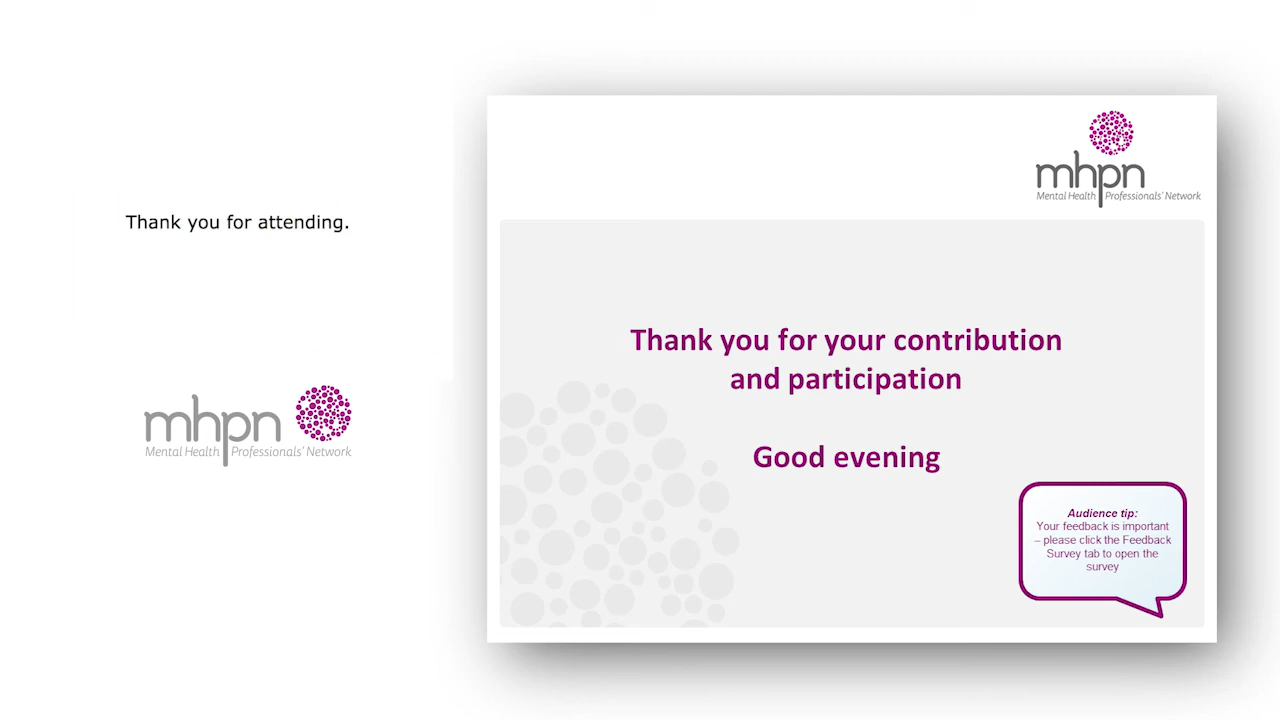 Thank you for attending.
mhpn
Mental Health Professionals' Network
mhpn
Mental Health Professionals' Network
Thank you for your contribution
and participation
Good evening
Audience tip:
Your feedback is important
– please click the Feedback
Survey tab to open the
survey